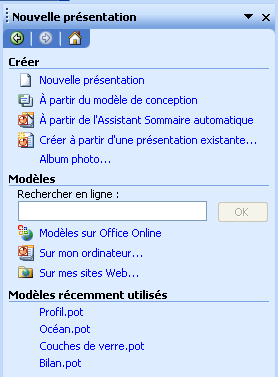 Nouvelle présentation
Créer
Nouvelle présentation
À partir du modèle de conception
À partir de l'Assistant Sommaire automatique
Créer à partir d'une présentation existante...
Album photo...
Modèles
Rechercher en ligne :
OK
Modèles sur Office Online
Sur mon ordinateur...
Sur mes sites Web...
Modèles récemment utilisés
Profil.pot
Océan.pot
Couches de verre.pot
Bilan.pot